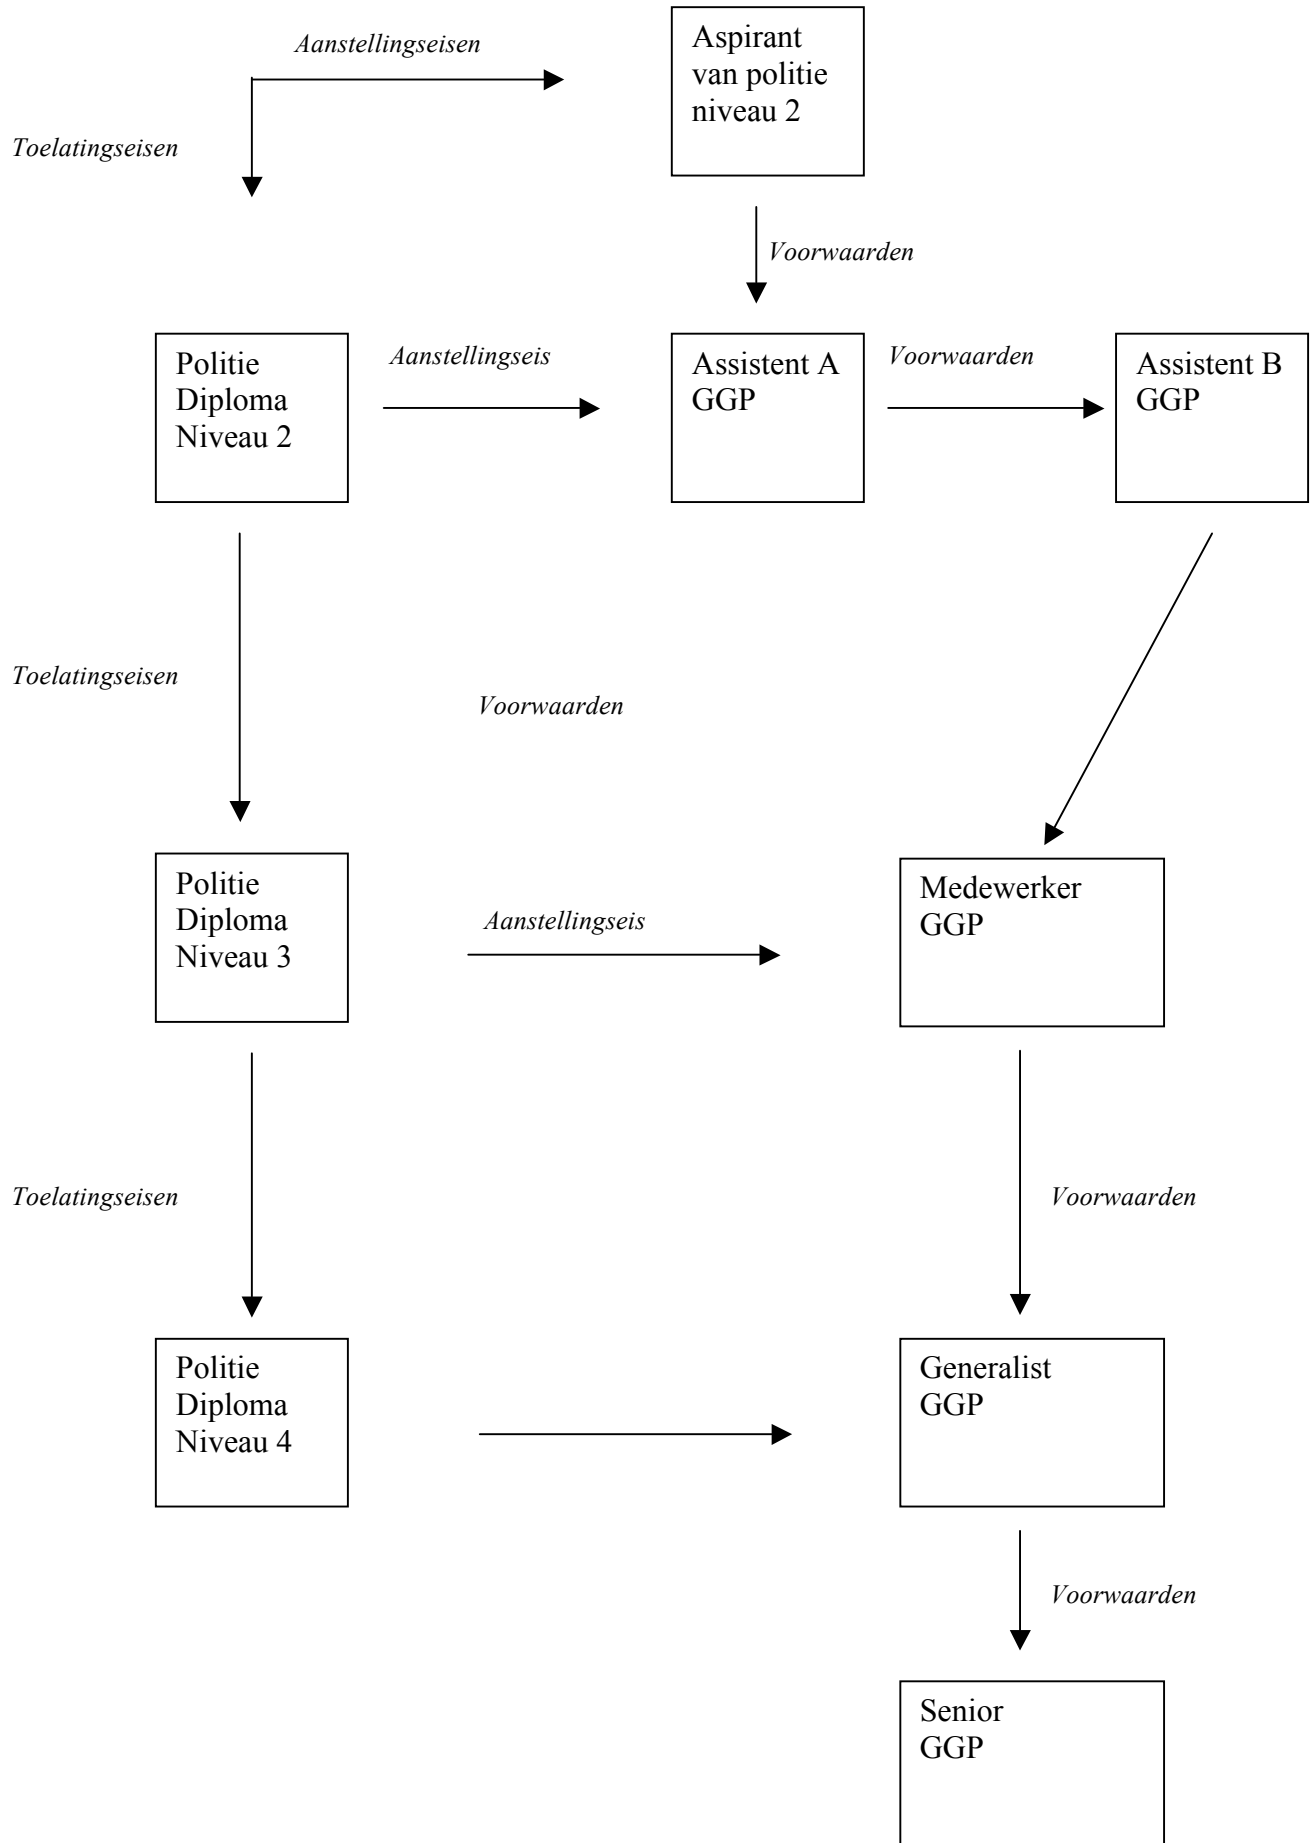 Aanstellingseisen
Aspirant
van politie
niveau 2
Toelatingseisen
Voorwaarden
Politie
Diploma
Niveau 2
Aanstellingseis
Assistent A
GGP
Voorwaarden
Assistent B
GGP
Toelatingseisen
Voorwaarden
Politie
Diploma
Niveau 3
Aanstellingseis
Medewerker
GGP
Toelatingseisen
Voorwaarden
Politie
Diploma
Niveau 4
Generalist
GGP
Voorwaarden
Senior
GGP